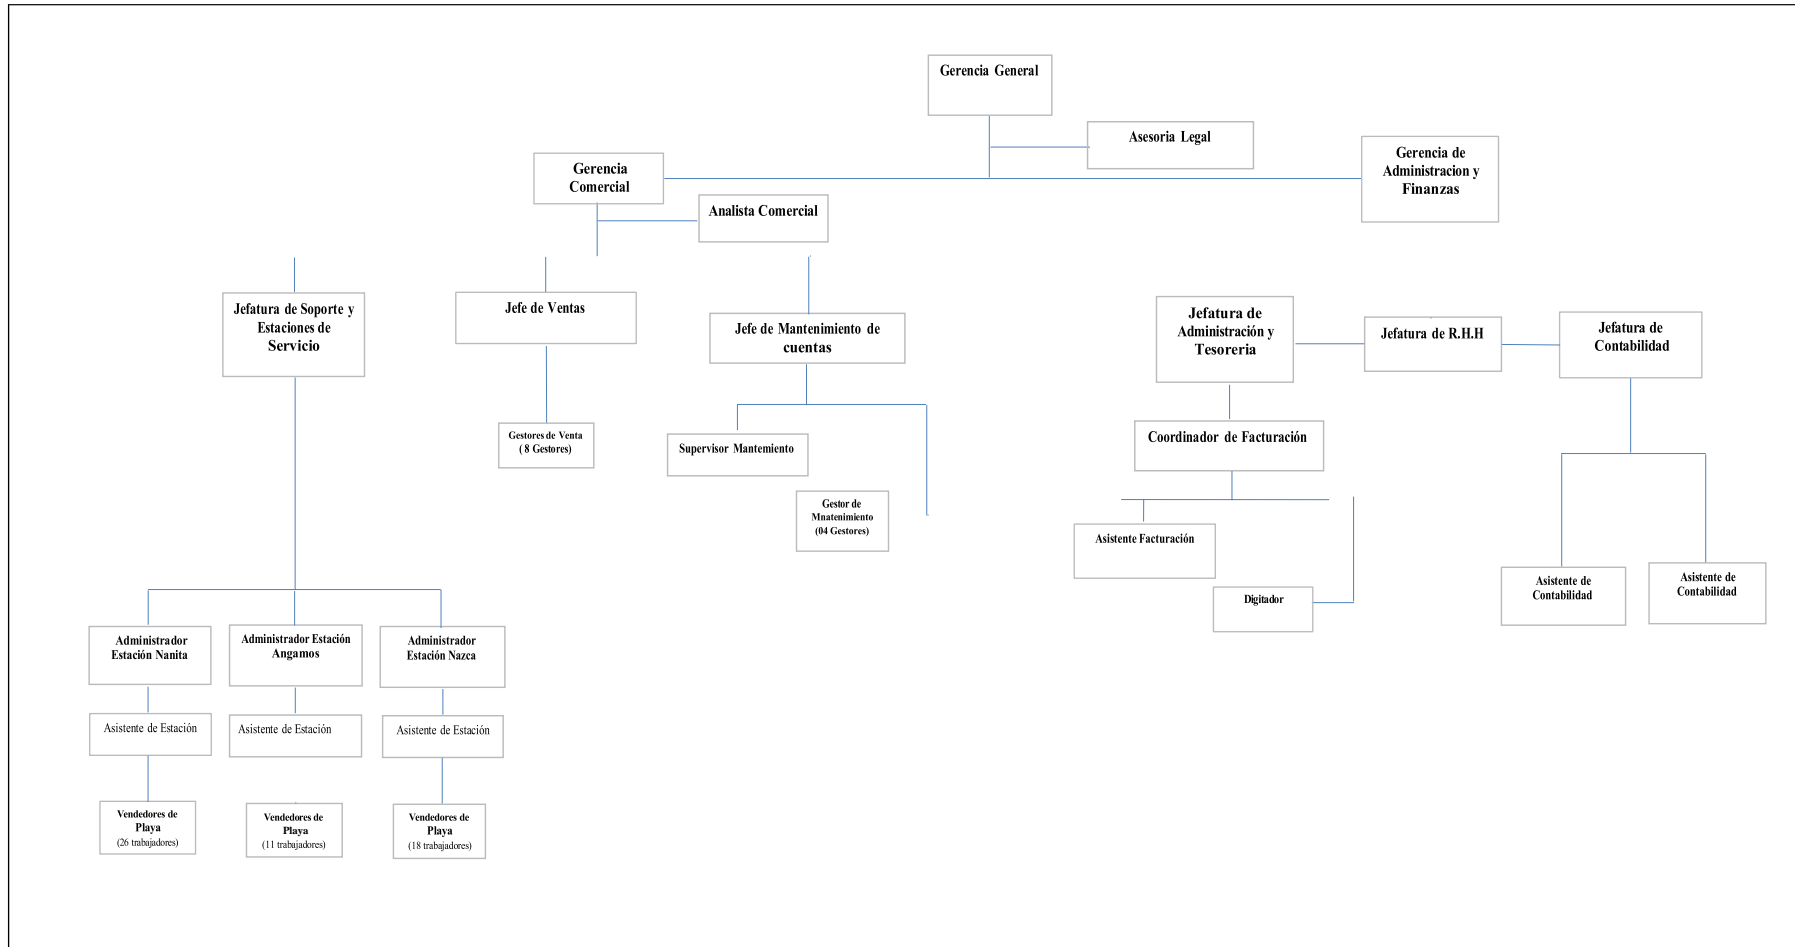 Gerencia General
Asesoria Legal
Gerencia
Comercial
Gerencia de
Administracion y
Finanzas
Analista Comercial
Jefatura de Soporte y
Estaciones de
Servicio
Jefe de Ventas
Jefe de Mantenimiento de
cuentas
Jefatura de
Administración y
Tesoreria
Jefatura de R.H.H
Jefatura de
Contabilidad
Gestores de Venta
( 8 Gestores)
Supervisor Mantemiento
Coordinador de Facturación
Gestor de
Mnatenimiento
(04 Gestores)
Asistente Facturación
Digitador
Asistente de
Contabilidad
Asistente de
Contabilidad
Administrador
Estación Nanita
Administrador Estación
Angamos
Administrador
Estación Nazca
Asistente de Estación
Asistente de Estación
Asistente de Estación
Vendedores de
Playa
(26 trabajadores)
Vendedores de
Playa
(11 trabajadores)
Vendedores de
Playa
(18 trabajadores)